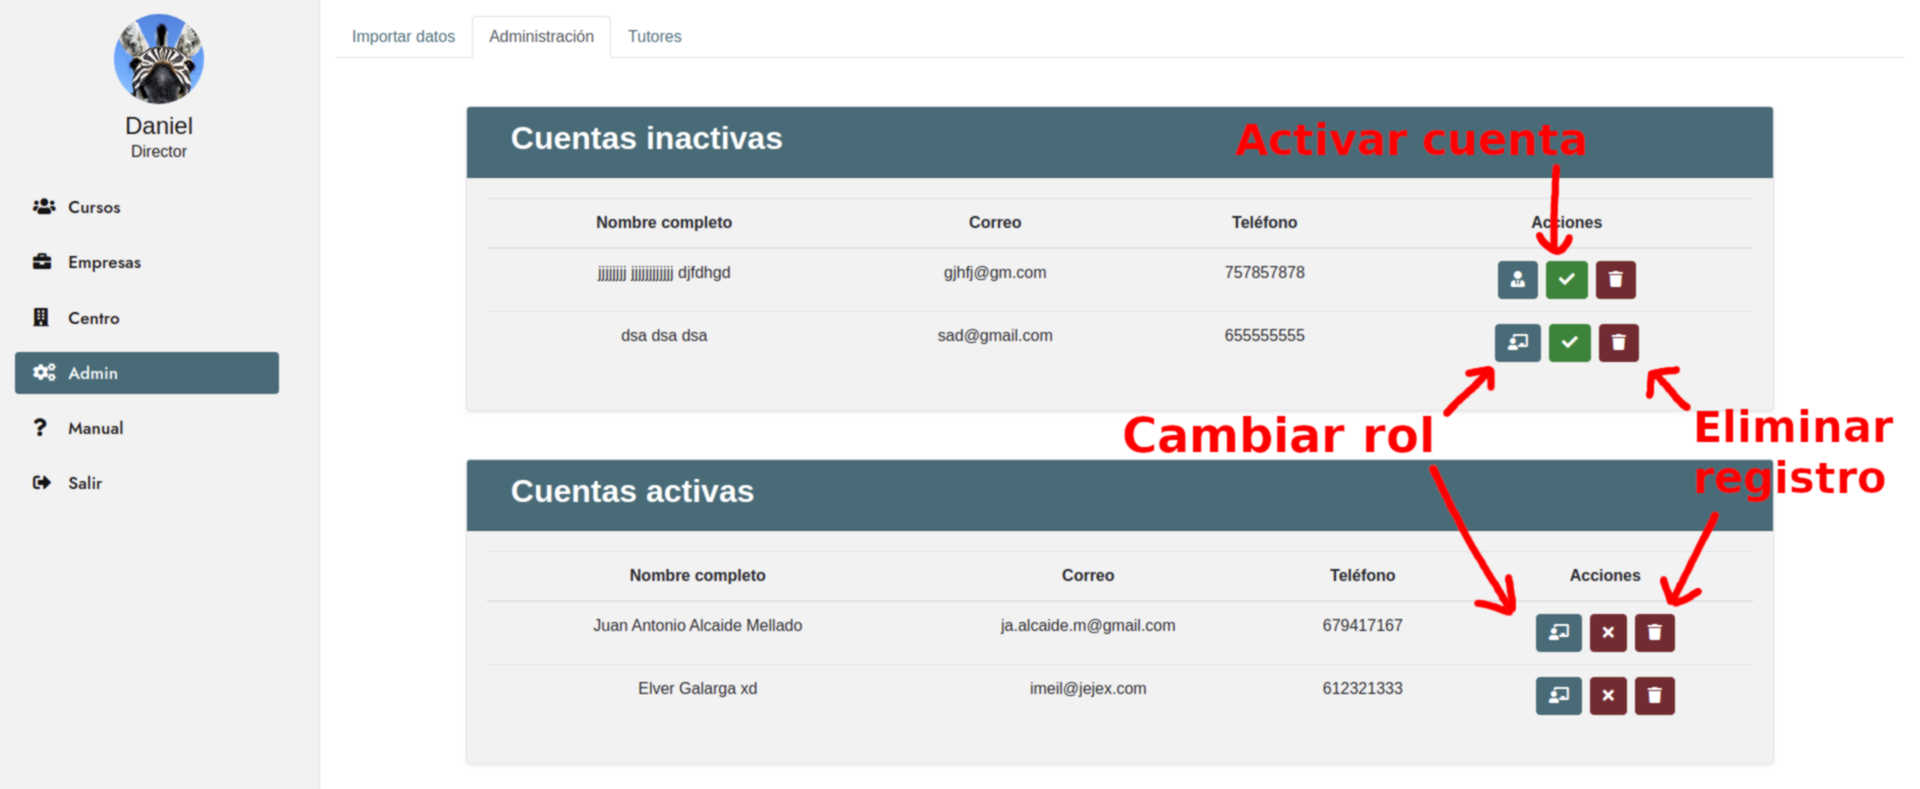 Daniel
Director
Cursos
Empresas
Centro
Admin
Manual
Salir
Importar datos Administración Tutores
Cuentas inactivas
Activar cuenta
Nombre completo Correo Teléfono Acciones
djfdhgd gjhfj@gm.com 757857878
dsa dsa dsa sad@gmail.com 655555555
Cambiar rol
Eliminar
registro
Cuentas activas
Nombre completo Correo Teléfono Acciones
Juan Antonio Alcaide Mellado ja.alcaide.m@gmail.com 679417167
Elver Galarga xd imeil@jejex.com 612321333